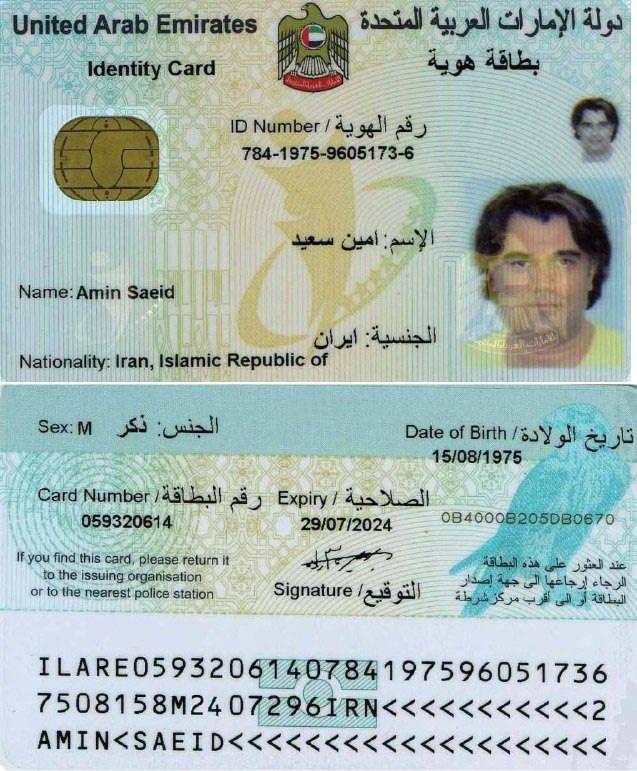 United Arab Emirates دولة الإمارات العربية المتحدة
Identity Card بطاقة هوية
ID Number / رقم الهوية
784-1975-9605173-6
الإسم: امين سعيد
Name: Amin Saeid
الجنسية: ايران
Nationality: Iran, Islamic Republic of
Sex: M الجنس: ذكر
Date of Birth / تاريخ الولادة
15/08/1975
Card Number / رقم البطاقة Expiry / الصلاحية
059320614 29/07/2024 0B4000B205DB0670
If you find this card, please return it
to the issuing organisation
or to the nearest police station
Signature / التوقيع
عند العثور على هذه البطاقة
الرجاء إرجاعها الى جهة إصدار
البطاقة أو الى أقرب مركز شرطة
ILARE0593206140784197596051736
7508158M2407296IRN<<<<<<<<<<<2
AMIN<SAEID<<<<<<<<<<<<<<<<<<<<